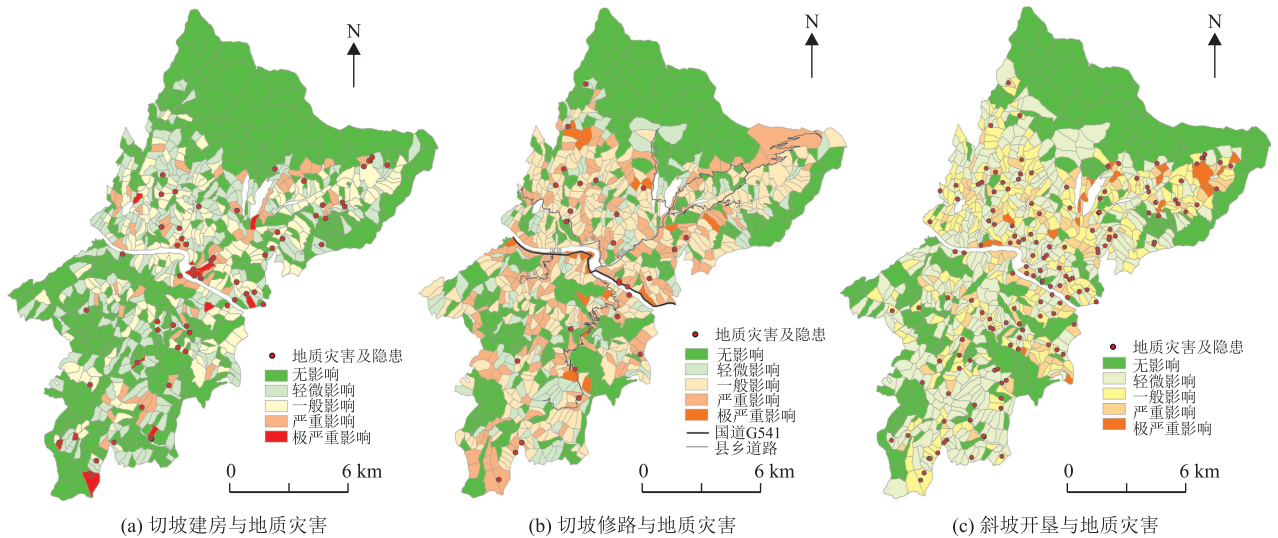 N
地质灾害及隐患
无影响
轻微影响
一般影响
严重影响
极严重影响
0 6 km
(a) 切坡建房与地质灾害
N
地质灾害及隐患
无影响
轻微影响
一般影响
严重影响
极严重影响
国道G541
县乡道路
0 6 km
(b) 切坡修路与地质灾害
N
地质灾害及隐患
无影响
轻微影响
一般影响
严重影响
极严重影响
0 6 km
(c) 斜坡开垦与地质灾害